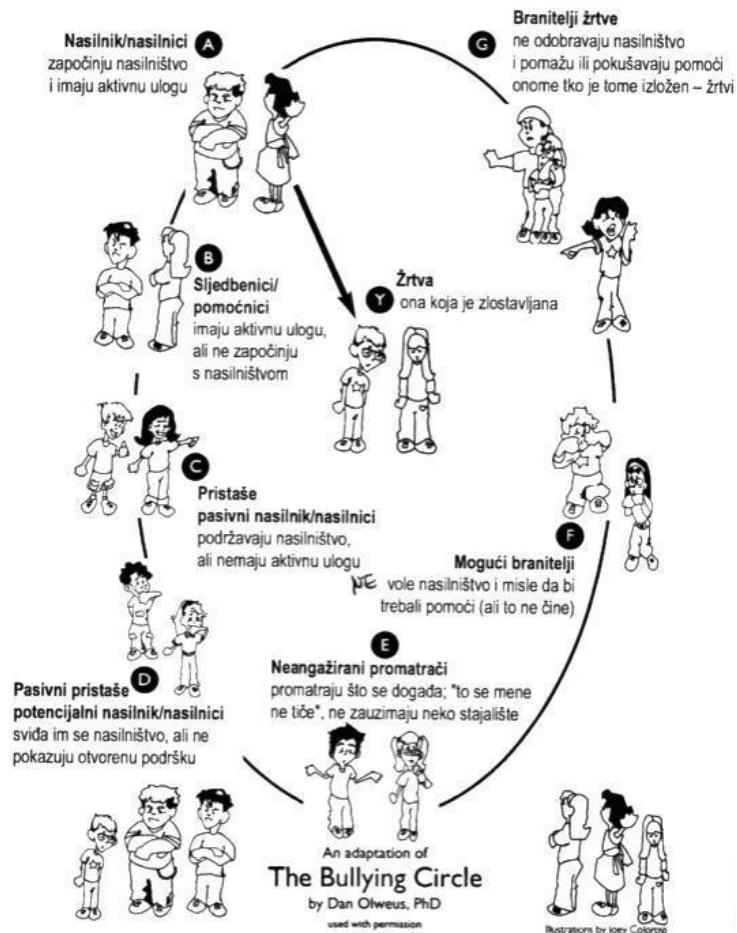 A
Nasilnik/nasilnici
započinju nasilništvo
i imaju aktivnu ulogu
G
Branitelji žrtve
ne odobravaju nasilništvo
i pomažu ili pokušavaju pomoći
onome tko je tome izložen – žrtvi
B
Sljedbenici/
pomoćnici
imaju aktivnu ulogu,
ali ne započinju
s nasilništvom
Y
Žrtva
ona koja je zlostavljana
C
Pristaše
pasivni nasilnik/nasilnici
podržavaju nasilništvo,
ali nemaju aktivnu ulogu
F
Mogući branitelji
NE vole nasilništvo i misle da bi
trebali pomoći (ali to ne čine)
D
Pasivni pristaše
potencijalni nasilnik/nasilnici
sviđa im se nasilništvo, ali ne
pokazuju otvorenu podršku
E
Neangažirani promatrači
promatraju što se događa; "to se mene
ne tiče", ne zauzimaju neko stajalište
An adaptation of
The Bullying Circle
by Dan Olweus, PhD
used with permission
Illustrations by Joey Coloroso